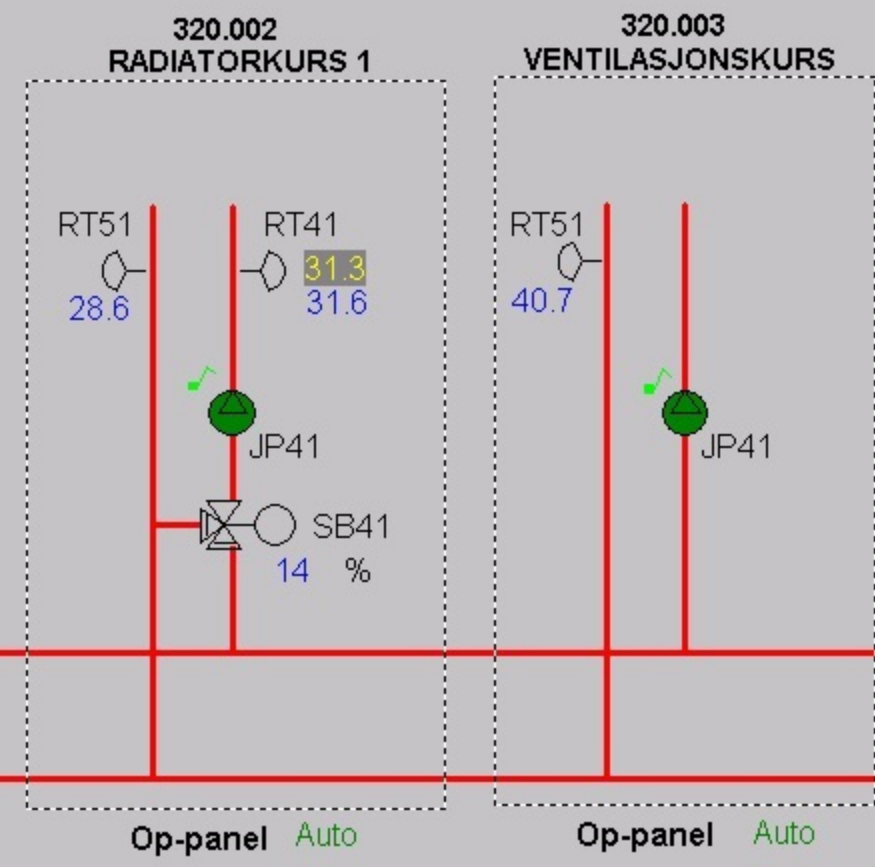 320.002
RADIATORKURS 1
RT51
RT41
31.3
28.6
31.6
JP41
SB41
14 %
Op-panel Auto
320.003
VENTILASJONSKURS
RT51
40.7
JP41
Op-panel Auto